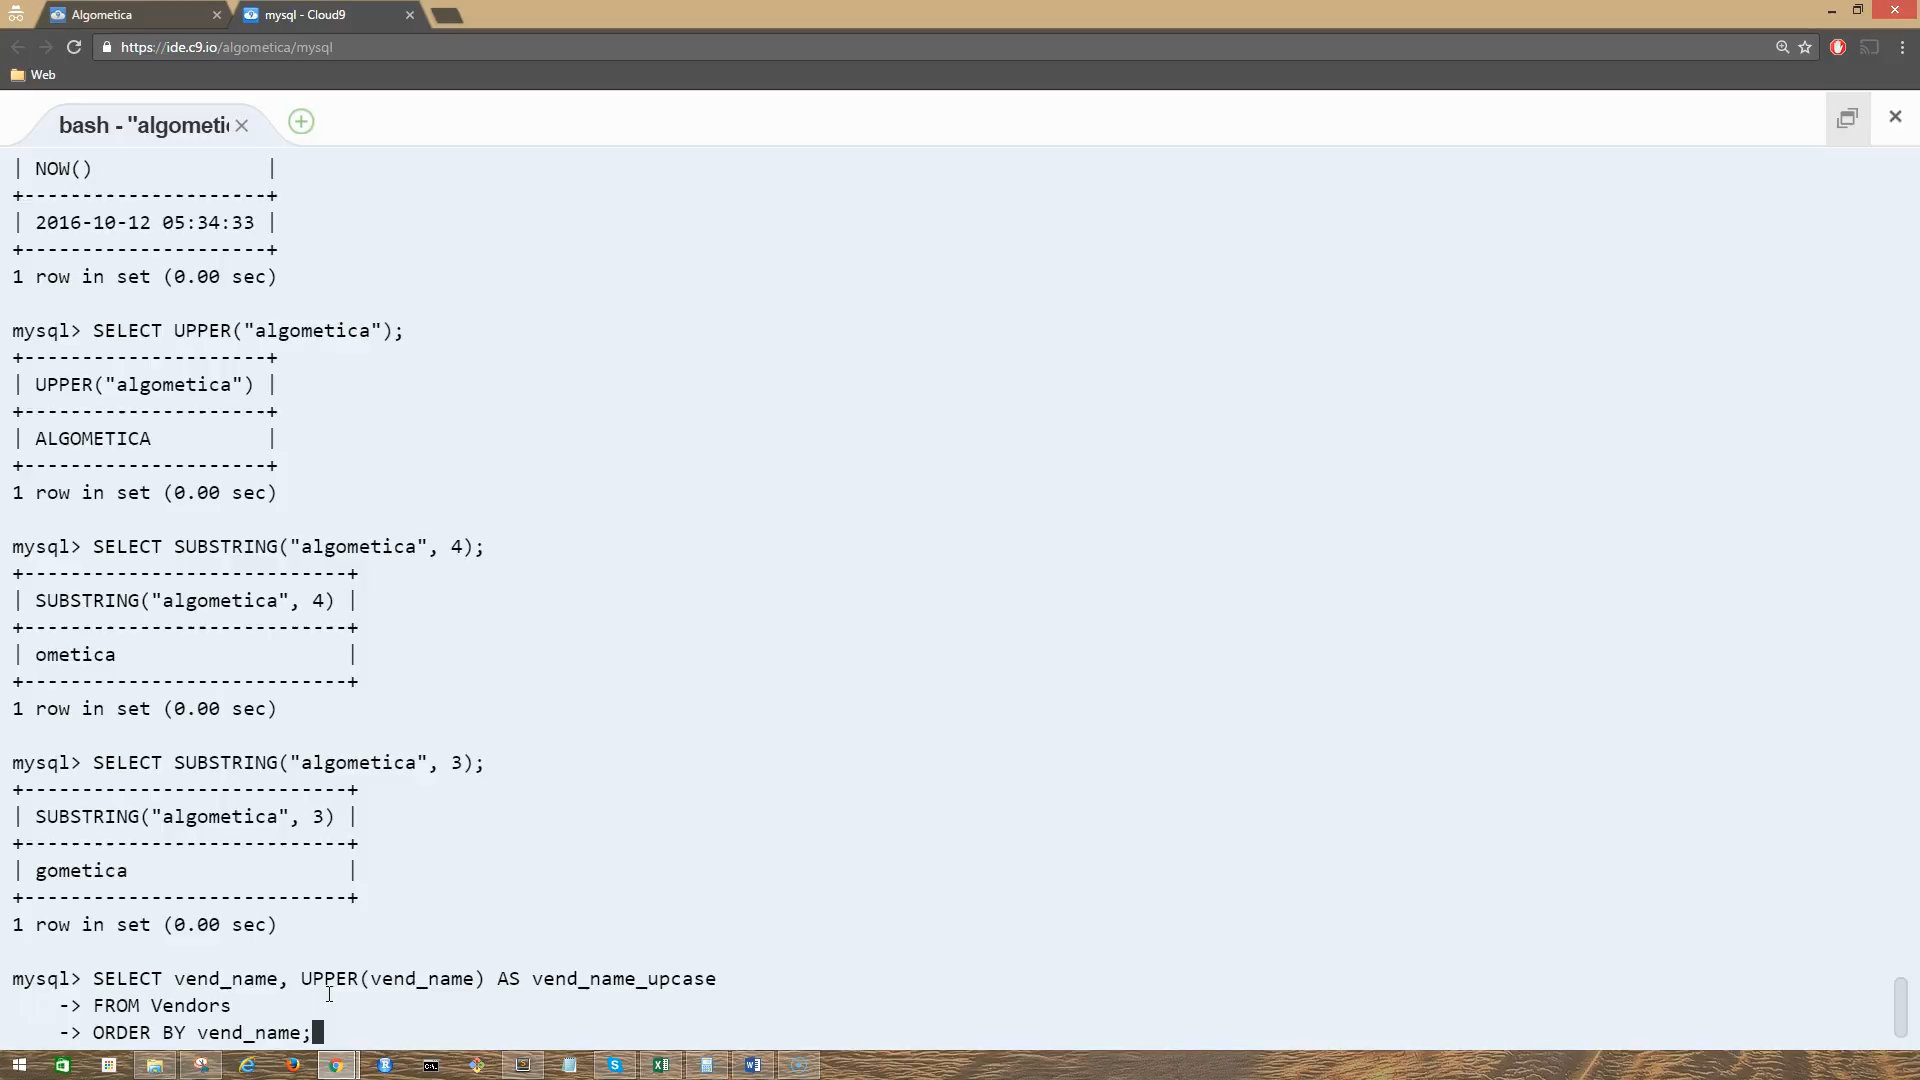 Algometica
mysql - Cloud9
https://ide.c9.io/algometica/mysql
Web
bash - "algometi
| NOW() |
+---------------------+
| 2016-10-12 05:34:33 |
+---------------------+
1 row in set (0.00 sec)
mysql> SELECT UPPER("algometica");
+---------------------+
| UPPER("algometica") |
+---------------------+
| ALGOMETICA |
+---------------------+
1 row in set (0.00 sec)
mysql> SELECT SUBSTRING("algometica", 4);
+----------------------------+
| SUBSTRING("algometica", 4) |
+----------------------------+
| ometica |
+----------------------------+
1 row in set (0.00 sec)
mysql> SELECT SUBSTRING("algometica", 3);
+----------------------------+
| SUBSTRING("algometica", 3) |
+----------------------------+
| gometica |
+----------------------------+
1 row in set (0.00 sec)
mysql> SELECT vend_name, UPPER(vend_name) AS vend_name_upcase
-> FROM Vendors
-> ORDER BY vend_name;